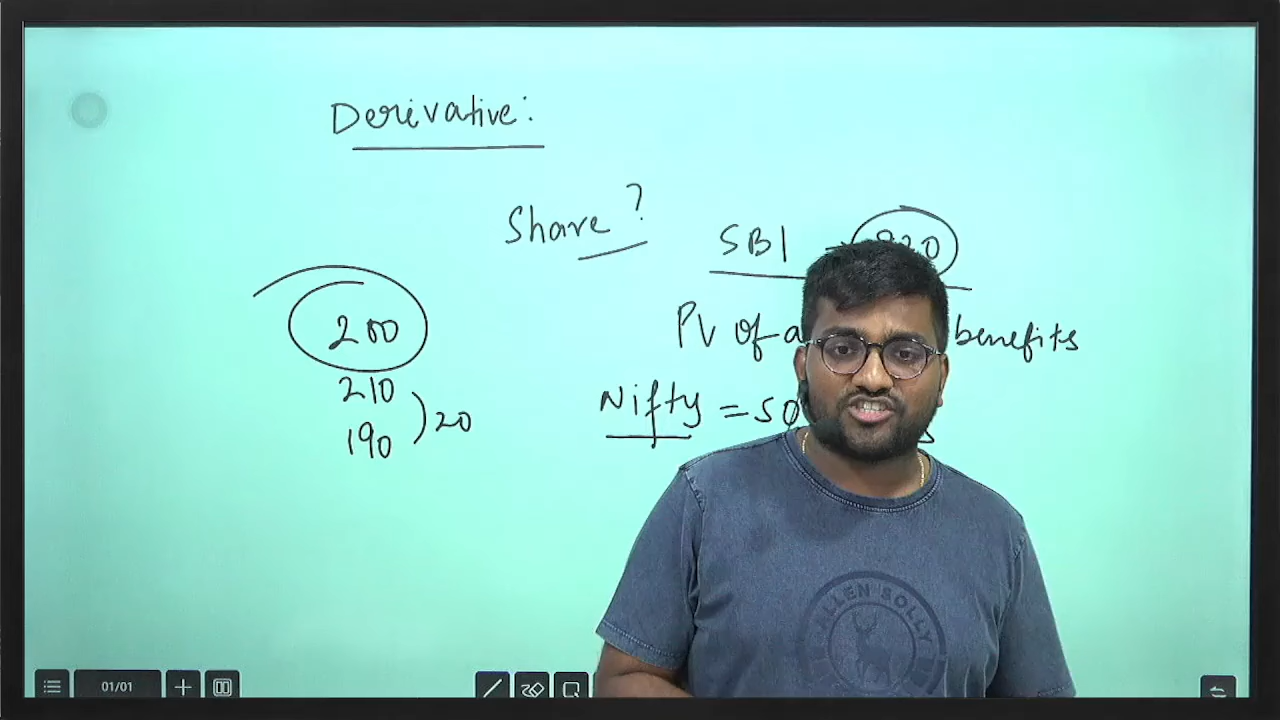 Derivative:
Share?
SBI
200
PV of a benefits
210
190 ) 20
Nifty = 50
ALLEN SOLLY
01/01